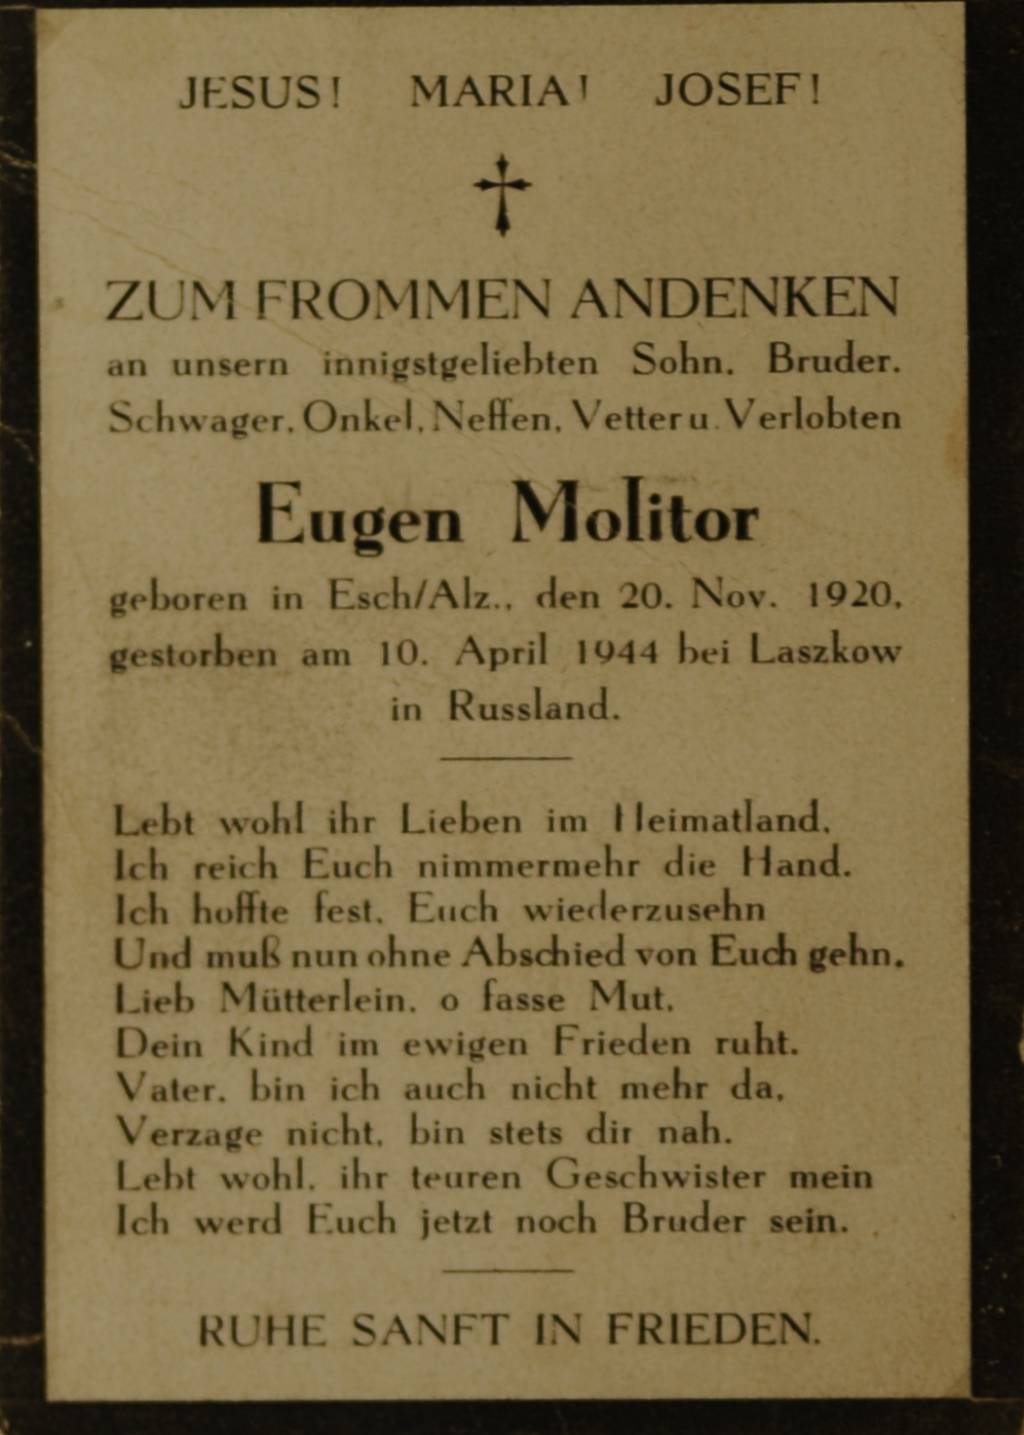 JESUS! MARIA! JOSEF!
ZUM FROMMEN ANDENKEN
an unsern innigstgeliebten Sohn, Bruder,
Schwager, Onkel, Neffen, Vetter u. Verlobten
Eugen Molitor
geboren in Esch/Alz., den 20. Nov. 1920,
gestorben am 10. April 1944 bei Laszkow
in Russland.
Lebt wohl ihr Lieben im Heimatland,
Ich reich Euch nimmermehr die Hand.
Ich hoffte fest, Euch wiederzusehn
Und muß nun ohne Abschied von Euch gehn.
Lieb Mütterlein, o fasse Mut,
Dein Kind im ewigen Frieden ruht.
Vater, bin ich auch nicht mehr da,
Verzage nicht, bin stets dir nah.
Lebt wohl, ihr teuren Geschwister mein
Ich werd Euch jetzt noch Bruder sein.
RUHE SANFT IN FRIEDEN.